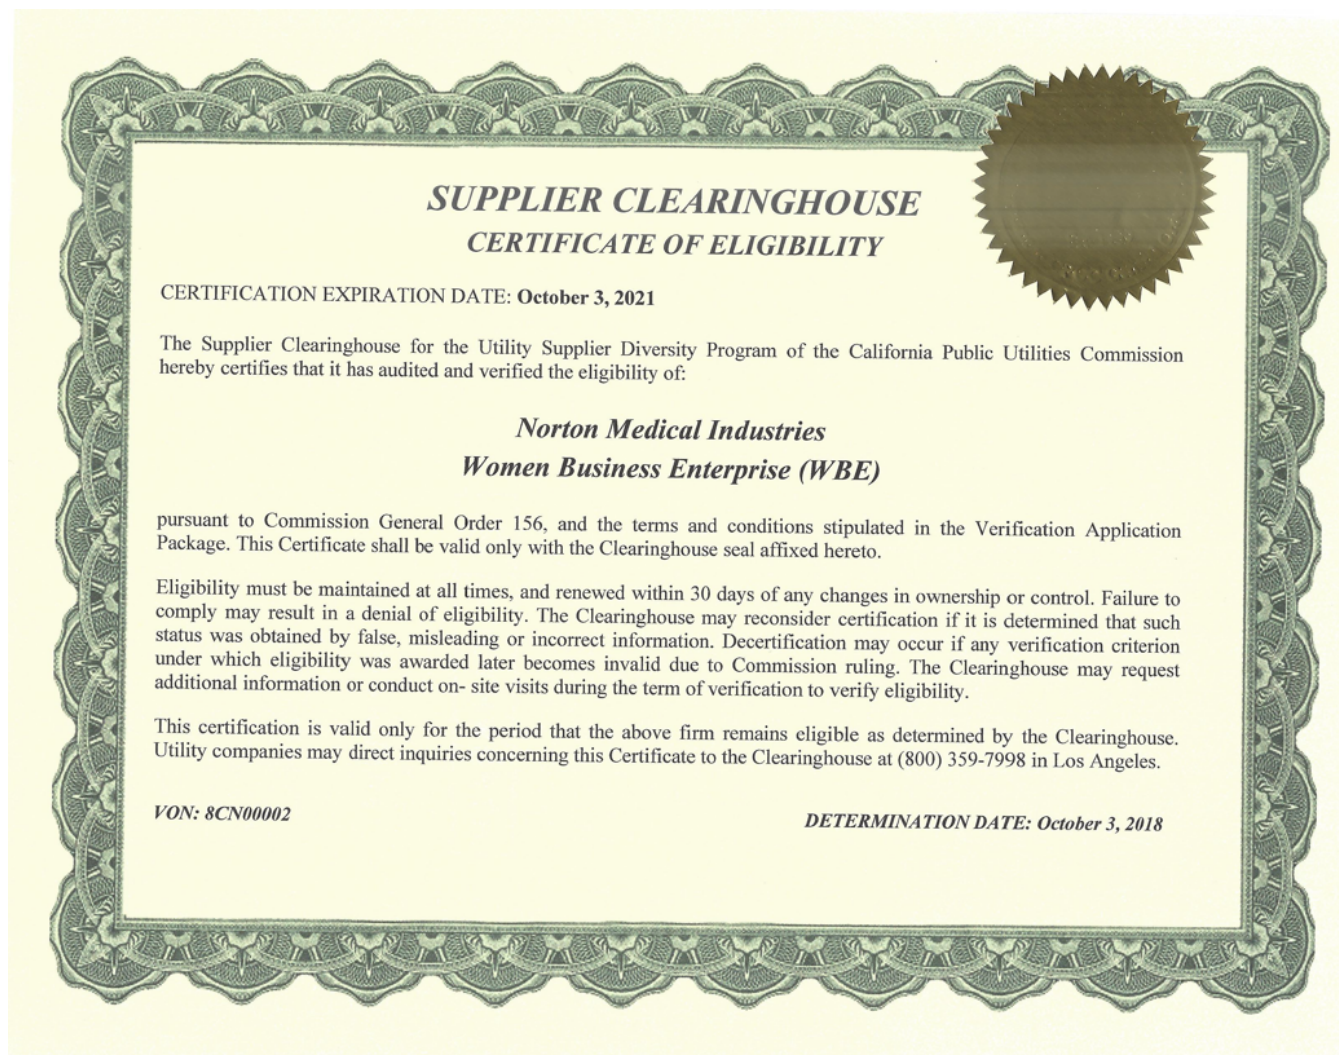 SUPPLIER CLEARINGHOUSE
CERTIFICATE OF ELIGIBILITY
CERTIFICATION EXPIRATION DATE: October 3, 2021
The Supplier Clearinghouse for the Utility Supplier Diversity Program of the California Public Utilities Commission
hereby certifies that it has audited and verified the eligibility of:
Norton Medical Industries
Women Business Enterprise (WBE)
pursuant to Commission General Order 156, and the terms and conditions stipulated in the Verification Application
Package. This Certificate shall be valid only with the Clearinghouse seal affixed hereto.
Eligibility must be maintained at all times, and renewed within 30 days of any changes in ownership or control. Failure to
comply may result in a denial of eligibility. The Clearinghouse may reconsider certification if it is determined that such
status was obtained by false, misleading or incorrect information. Decertification may occur if any verification criterion
under which eligibility was awarded later becomes invalid due to Commission ruling. The Clearinghouse may request
additional information or conduct on- site visits during the term of verification to verify eligibility.
This certification is valid only for the period that the above firm remains eligible as determined by the Clearinghouse.
Utility companies may direct inquiries concerning this Certificate to the Clearinghouse at (800) 359-7998 in Los Angeles.
VON: 8CN00002
DETERMINATION DATE: October 3, 2018